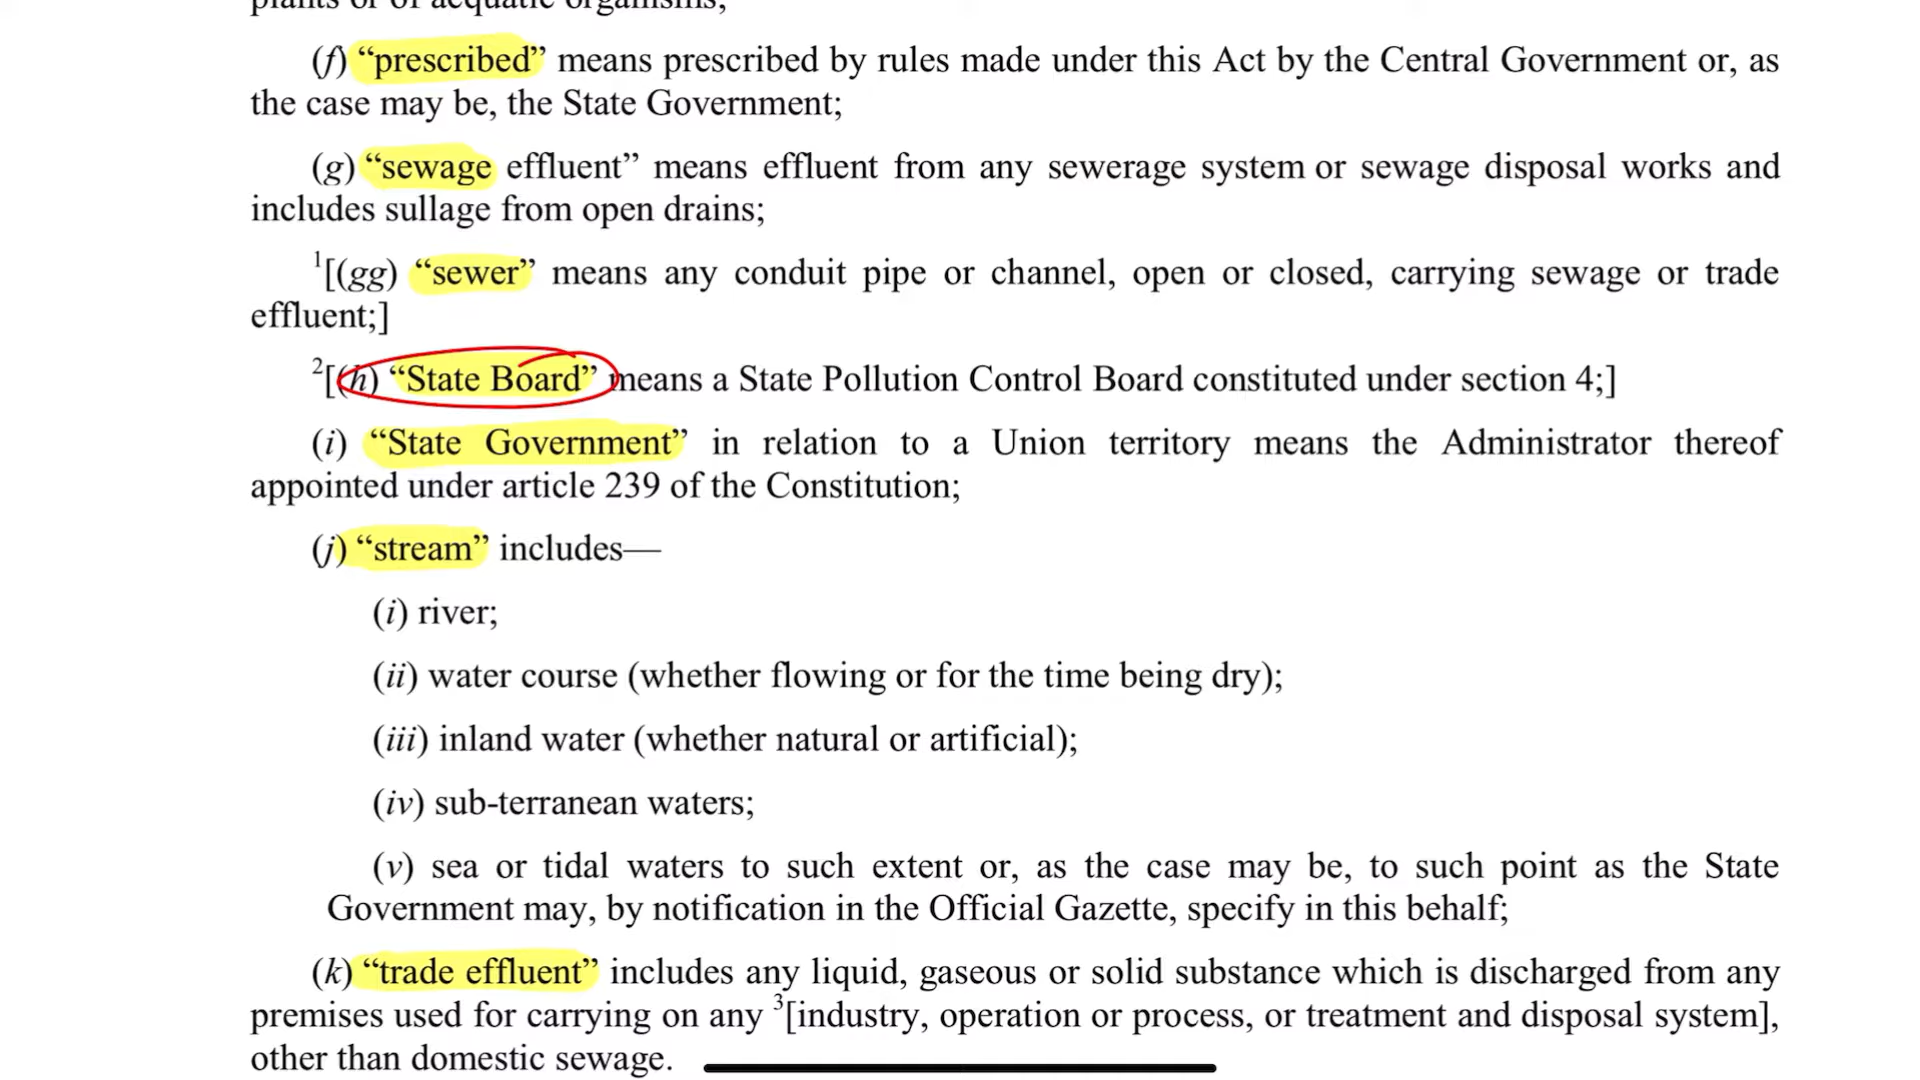 plants or of aequatic organisms;
(f) “prescribed” means prescribed by rules made under this Act by the Central Government or, as
the case may be, the State Government;
(g) “sewage effluent” means effluent from any sewerage system or sewage disposal works and
includes sullage from open drains;
1[(gg) “sewer” means any conduit pipe or channel, open or closed, carrying sewage or trade
effluent;]
2[(h) “State Board” means a State Pollution Control Board constituted under section 4;]
(i) “State Government” in relation to a Union territory means the Administrator thereof
appointed under article 239 of the Constitution;
(j) “stream” includes—
(i) river;
(ii) water course (whether flowing or for the time being dry);
(iii) inland water (whether natural or artificial);
(iv) sub-terranean waters;
(v) sea or tidal waters to such extent or, as the case may be, to such point as the State
Government may, by notification in the Official Gazette, specify in this behalf;
(k) “trade effluent” includes any liquid, gaseous or solid substance which is discharged from any
premises used for carrying on any 3[industry, operation or process, or treatment and disposal system],
other than domestic sewage.